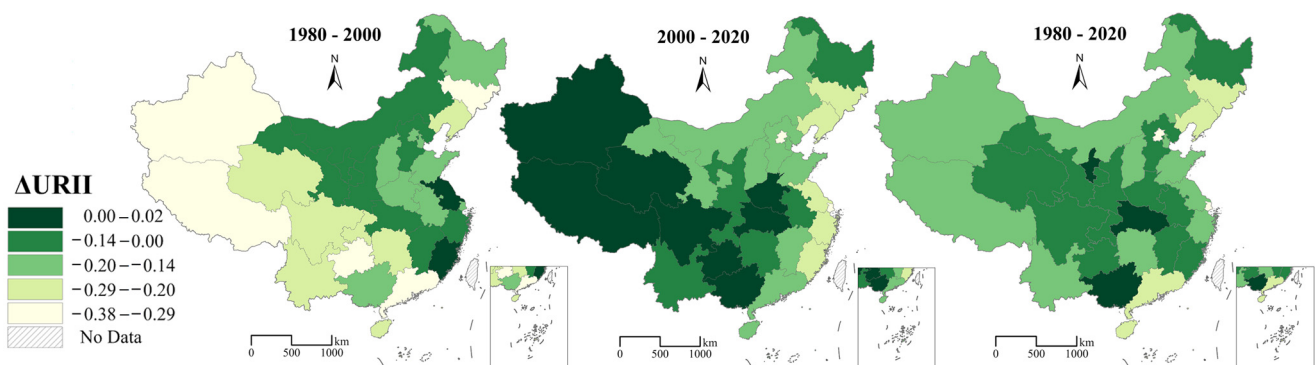 1980 - 2000
2000 - 2020
1980 - 2020
N
N
N
ΔURII
0.00 – 0.02
−0.14 – 0.00
−0.20 – −0.14
−0.29 – −0.20
−0.38 – −0.29
No Data
km
0 500 1000
km
0 500 1000
km
0 500 1000